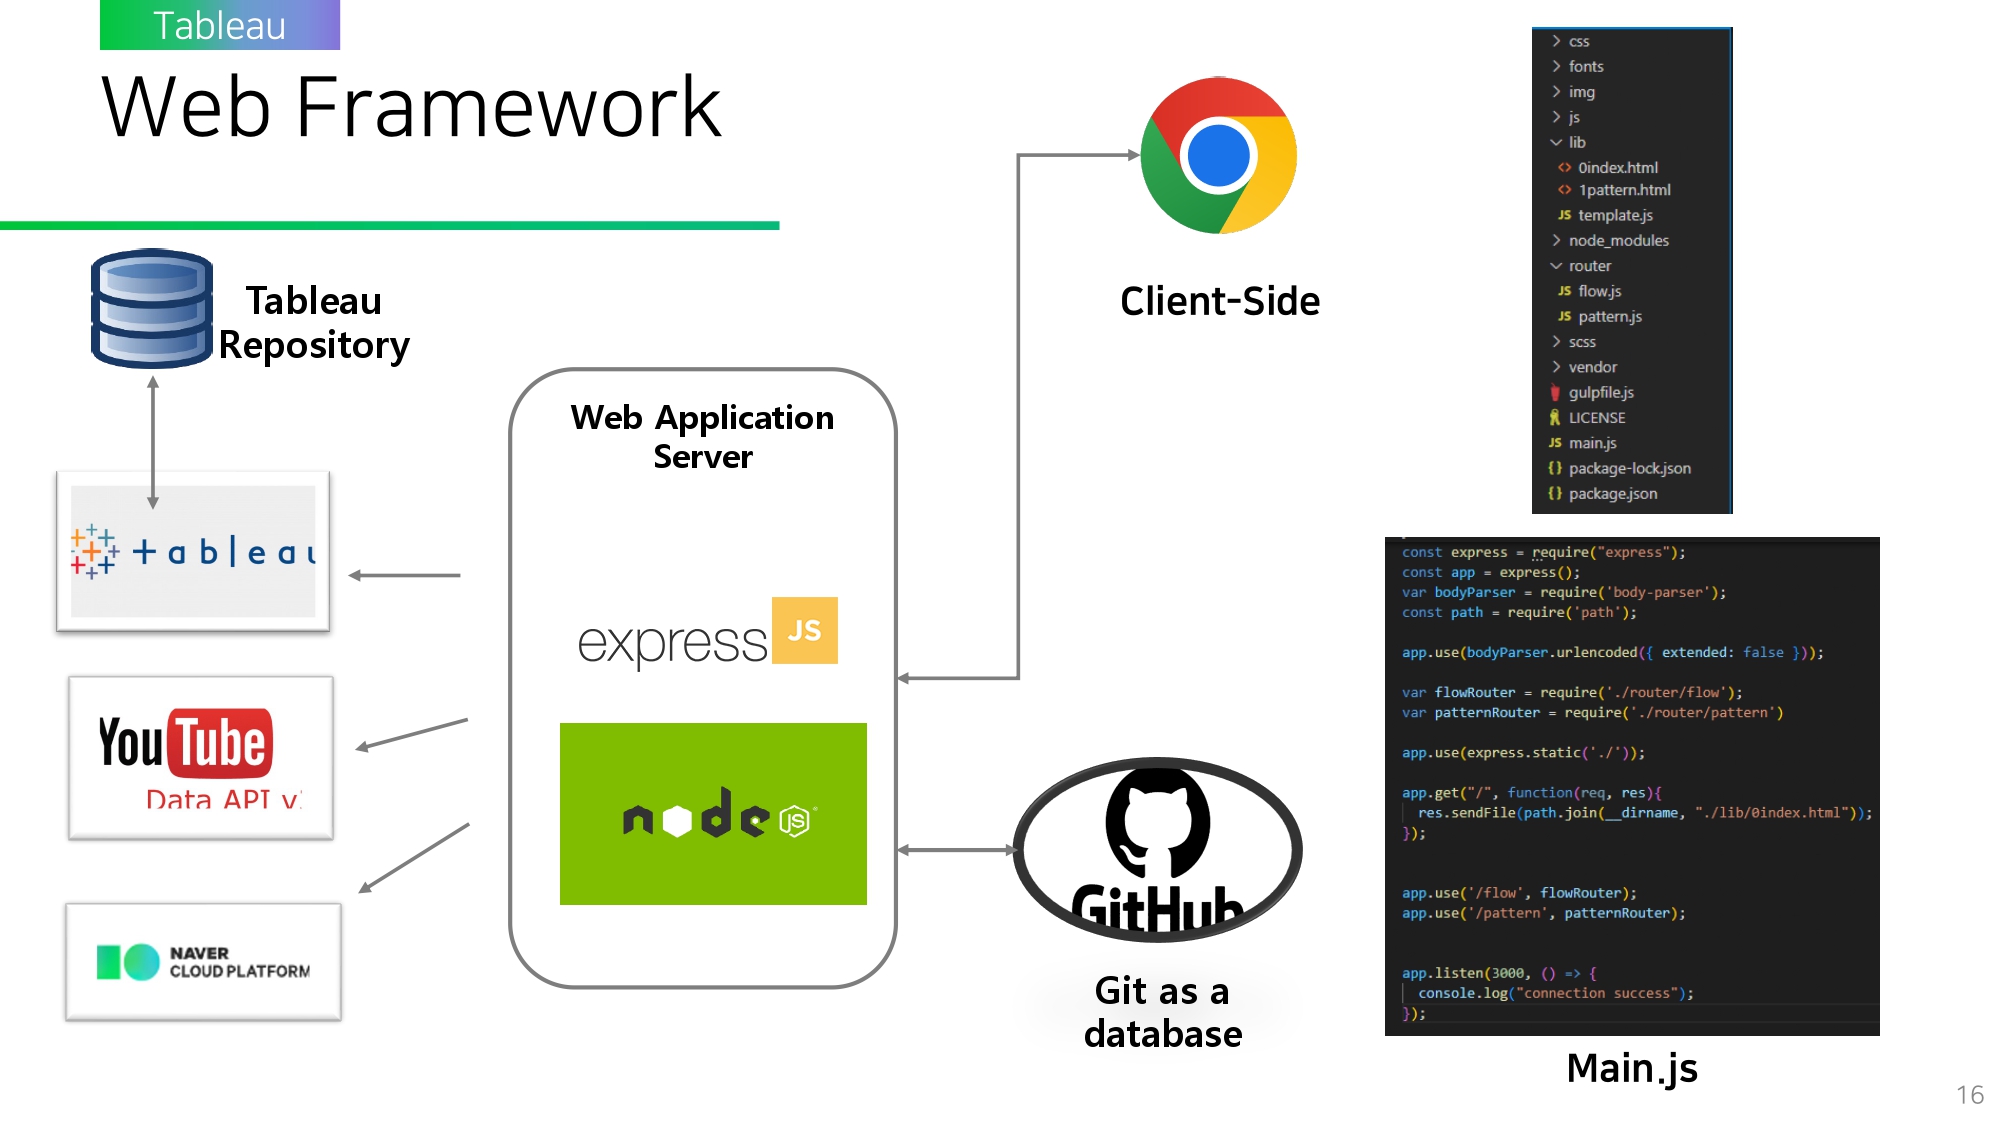 Tableau
Web Framework
Tableau
Repository
+ableau
YouTube
Data API v
NAVER
CLOUD PLATFORM
Web Application
Server
express JS
node JS
Client-Side
GitHub
Git as a
database
css
fonts
img
js
lib
<> 0index.html
<> 1pattern.html
JS template.js
node_modules
router
JS flow.js
JS pattern.js
scss
vendor
gulpfile.js
LICENSE
JS main.js
{} package-lock.json
{} package.json
const express = require("express");
const app = express();
var bodyParser = require('body-parser');
const path = require('path');
app.use(bodyParser.urlencoded({ extended: false }));
var flowRouter = require('./router/flow');
var patternRouter = require('./router/pattern')
app.use(express.static('./'));
app.get("/", function(req, res){
res.sendFile(path.join(__dirname, "./lib/0index.html"));
});
app.use('/flow', flowRouter);
app.use('/pattern', patternRouter);
app.listen(3000, () => {
console.log("connection success");
});
Main.js
16